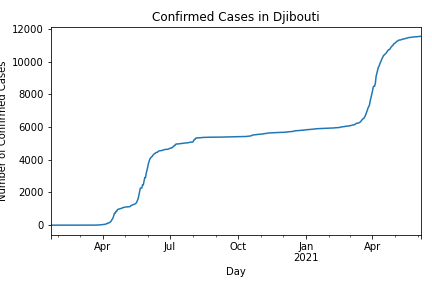 Confirmed Cases in Djibouti
Number of Confirmed Cases
12000
10000
8000
6000
4000
2000
0
Apr
Jul
Oct
Jan
2021
Apr
Day